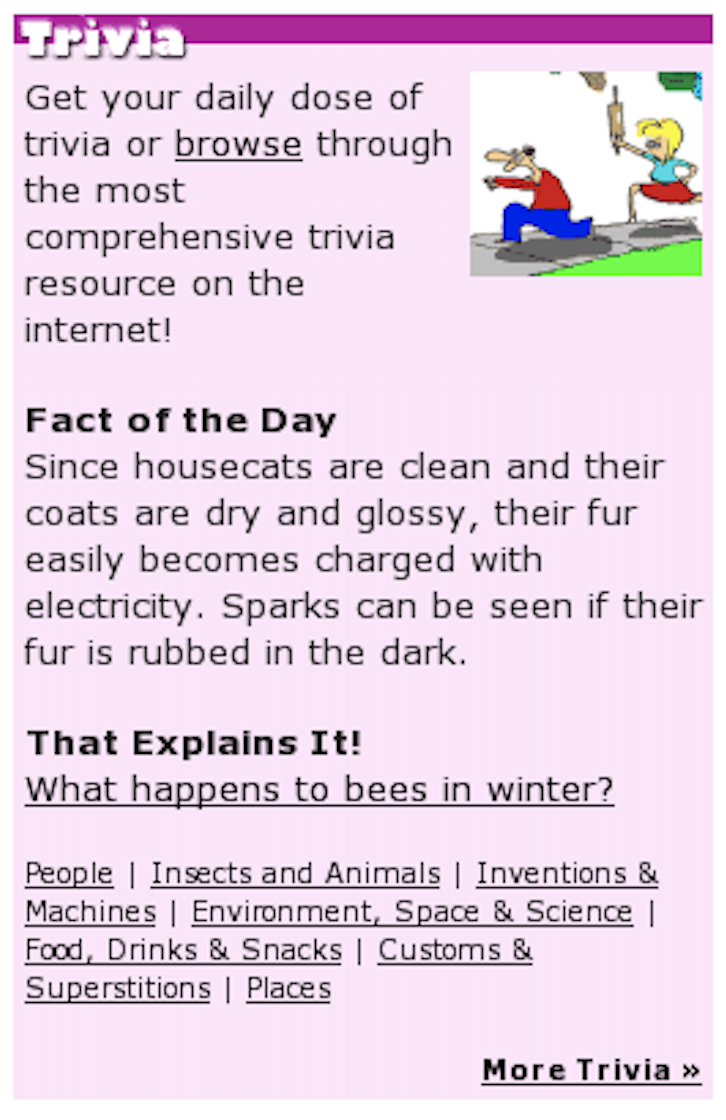 Trivia
Get your daily dose of
trivia or browse through
the most
comprehensive trivia
resource on the
internet!
Fact of the Day
Since housecats are clean and their
coats are dry and glossy, their fur
easily becomes charged with
electricity. Sparks can be seen if their
fur is rubbed in the dark.
That Explains It!
What happens to bees in winter?
People | Insects and Animals | Inventions &
Machines | Environment, Space & Science |
Food, Drinks & Snacks | Customs &
Superstitions | Places
More Trivia »